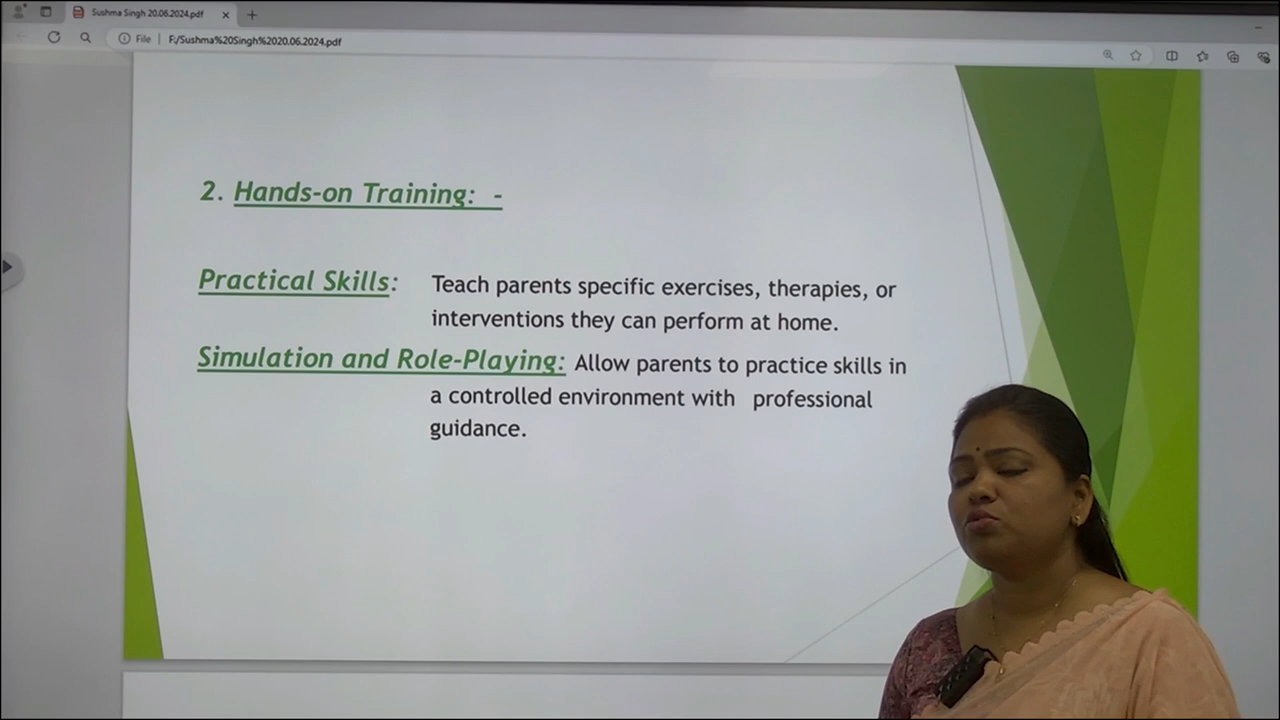 Sushma Singh 20.06.2024.pdf
File
F:/Sushma%20Singh%2020.06.2024.pdf
2. Hands-on Training: -
Practical Skills: Teach parents specific exercises, therapies, or
interventions they can perform at home.
Simulation and Role-Playing: Allow parents to practice skills in
a controlled environment with professional
guidance.